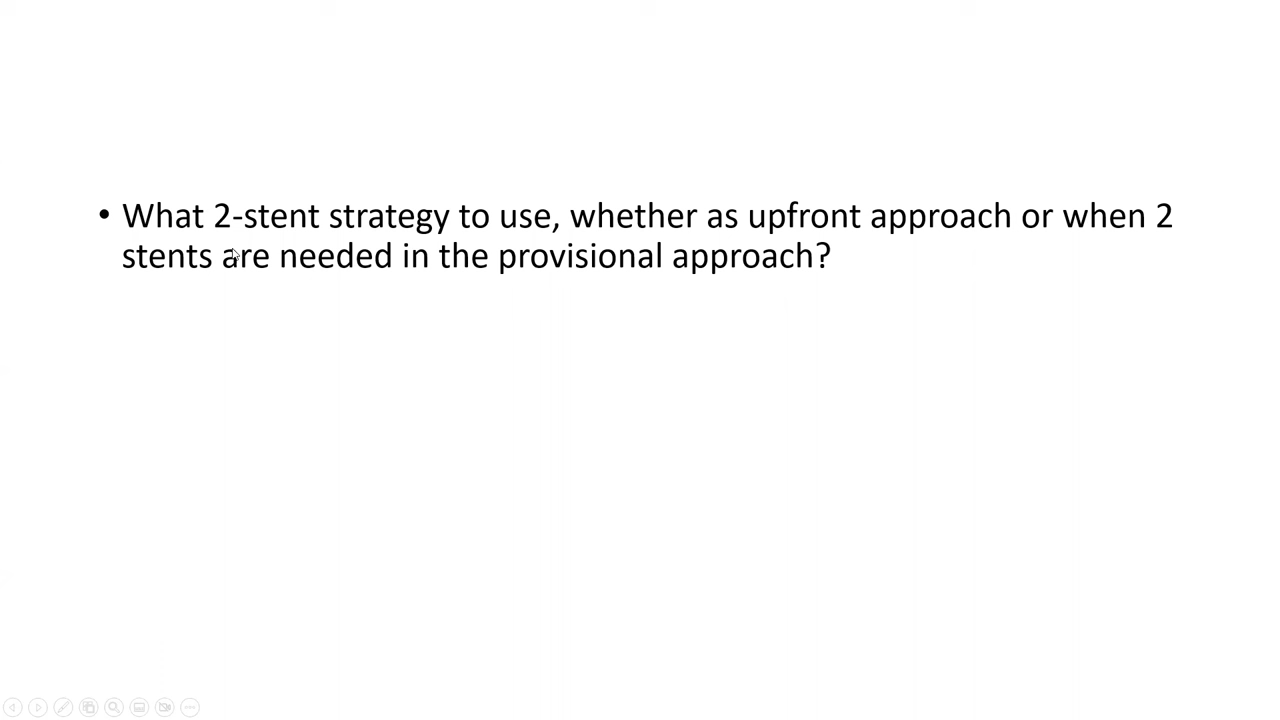 • What 2-stent strategy to use, whether as upfront approach or when 2
stents are needed in the provisional approach?